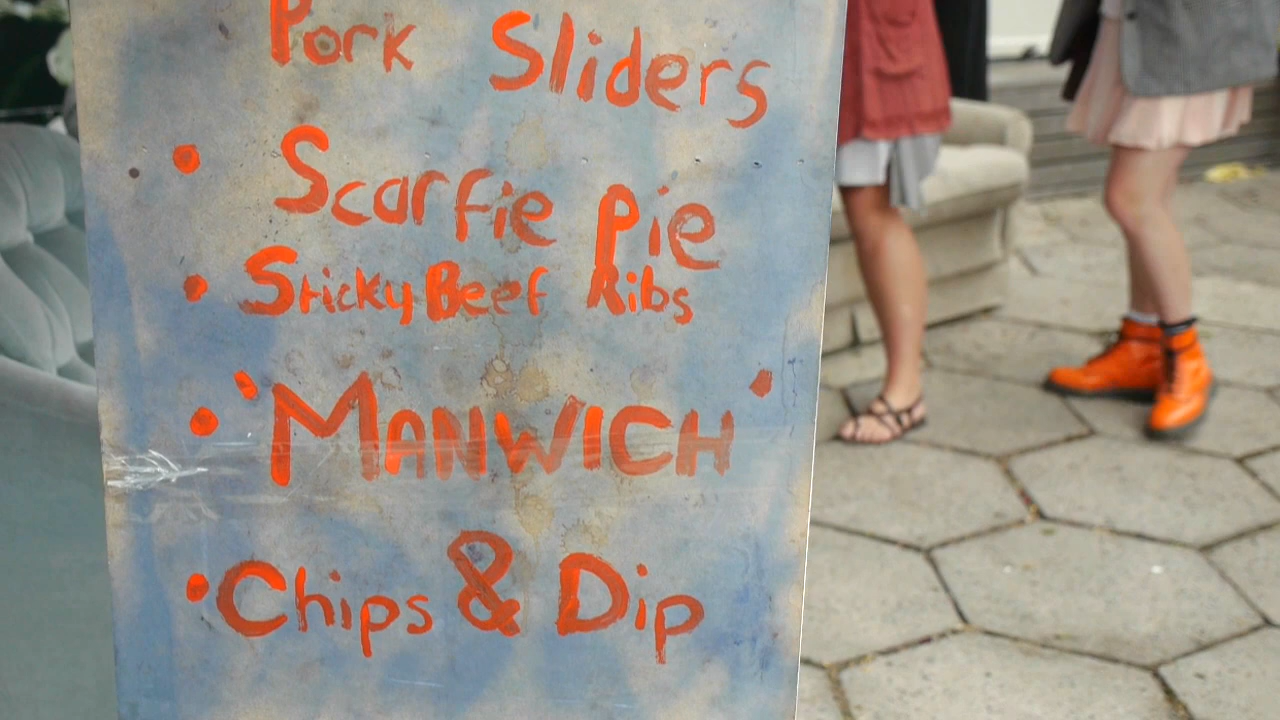 Pork Sliders
• Scarfie Pie
• Sticky Beef Ribs
• 'MANWICH'
• Chips & Dip